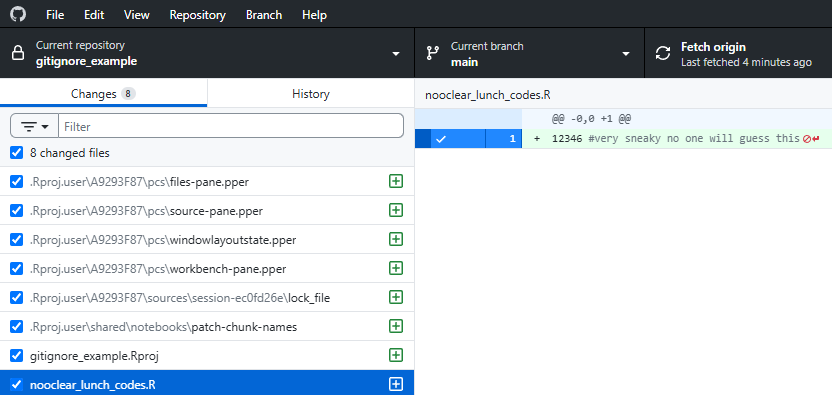 File Edit View Repository Branch Help
Current repository
gitignore_example
Current branch
main
Fetch origin
Last fetched 4 minutes ago
Changes 8 History
Filter
8 changed files
.Rproj.user\A9293F87\pcs\files-pane.pper
.Rproj.user\A9293F87\pcs\source-pane.pper
.Rproj.user\A9293F87\pcs\windowlayoutstate.pper
.Rproj.user\A9293F87\pcs\workbench-pane.pper
.Rproj.user\A9293F87\sources\session-ec0fd26e\lock_file
.Rproj.user\shared\notebooks\patch-chunk-names
gitignore_example.Rproj
nooclear_lunch_codes.R
nooclear_lunch_codes.R
@@ -0,0 +1 @@
1 + 12346 #very sneaky no one will guess this